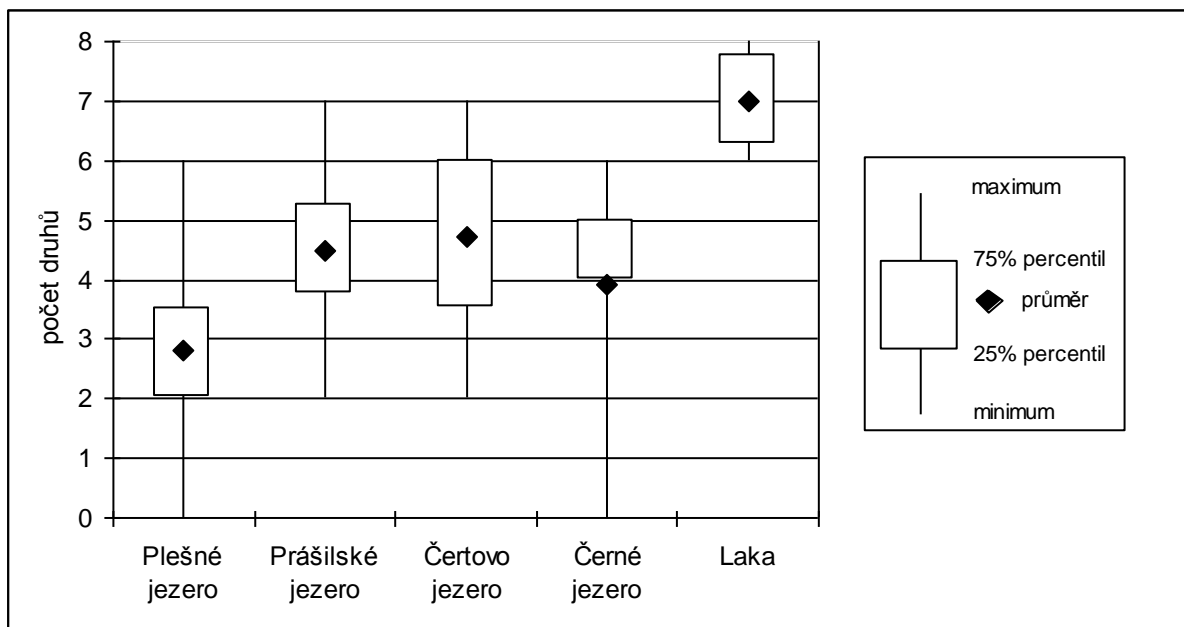 počet druhů
8
7
6
5
4
3
2
1
0
Plešné
jezero
Prášilské
jezero
Čertovo
jezero
Černé
jezero
Laka
maximum
75% percentil
průměr
25% percentil
minimum